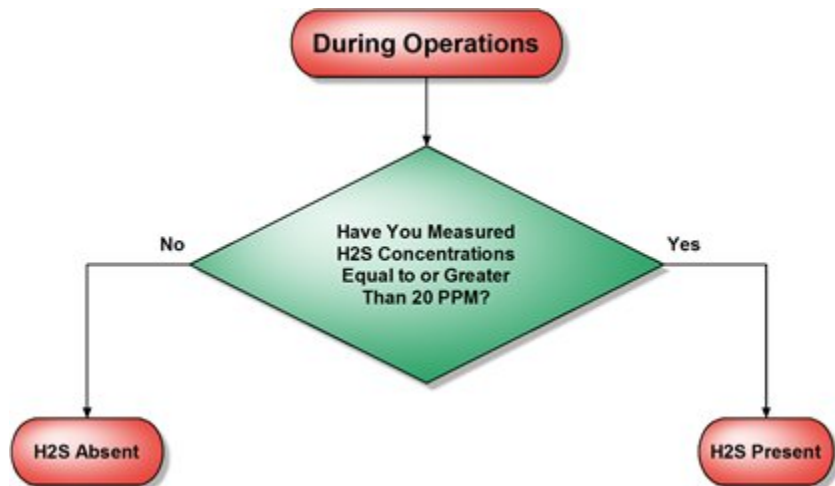 During Operations
Have You Measured
H2S Concentrations
Equal to or Greater
Than 20 PPM?
No
Yes
H2S Absent
H2S Present